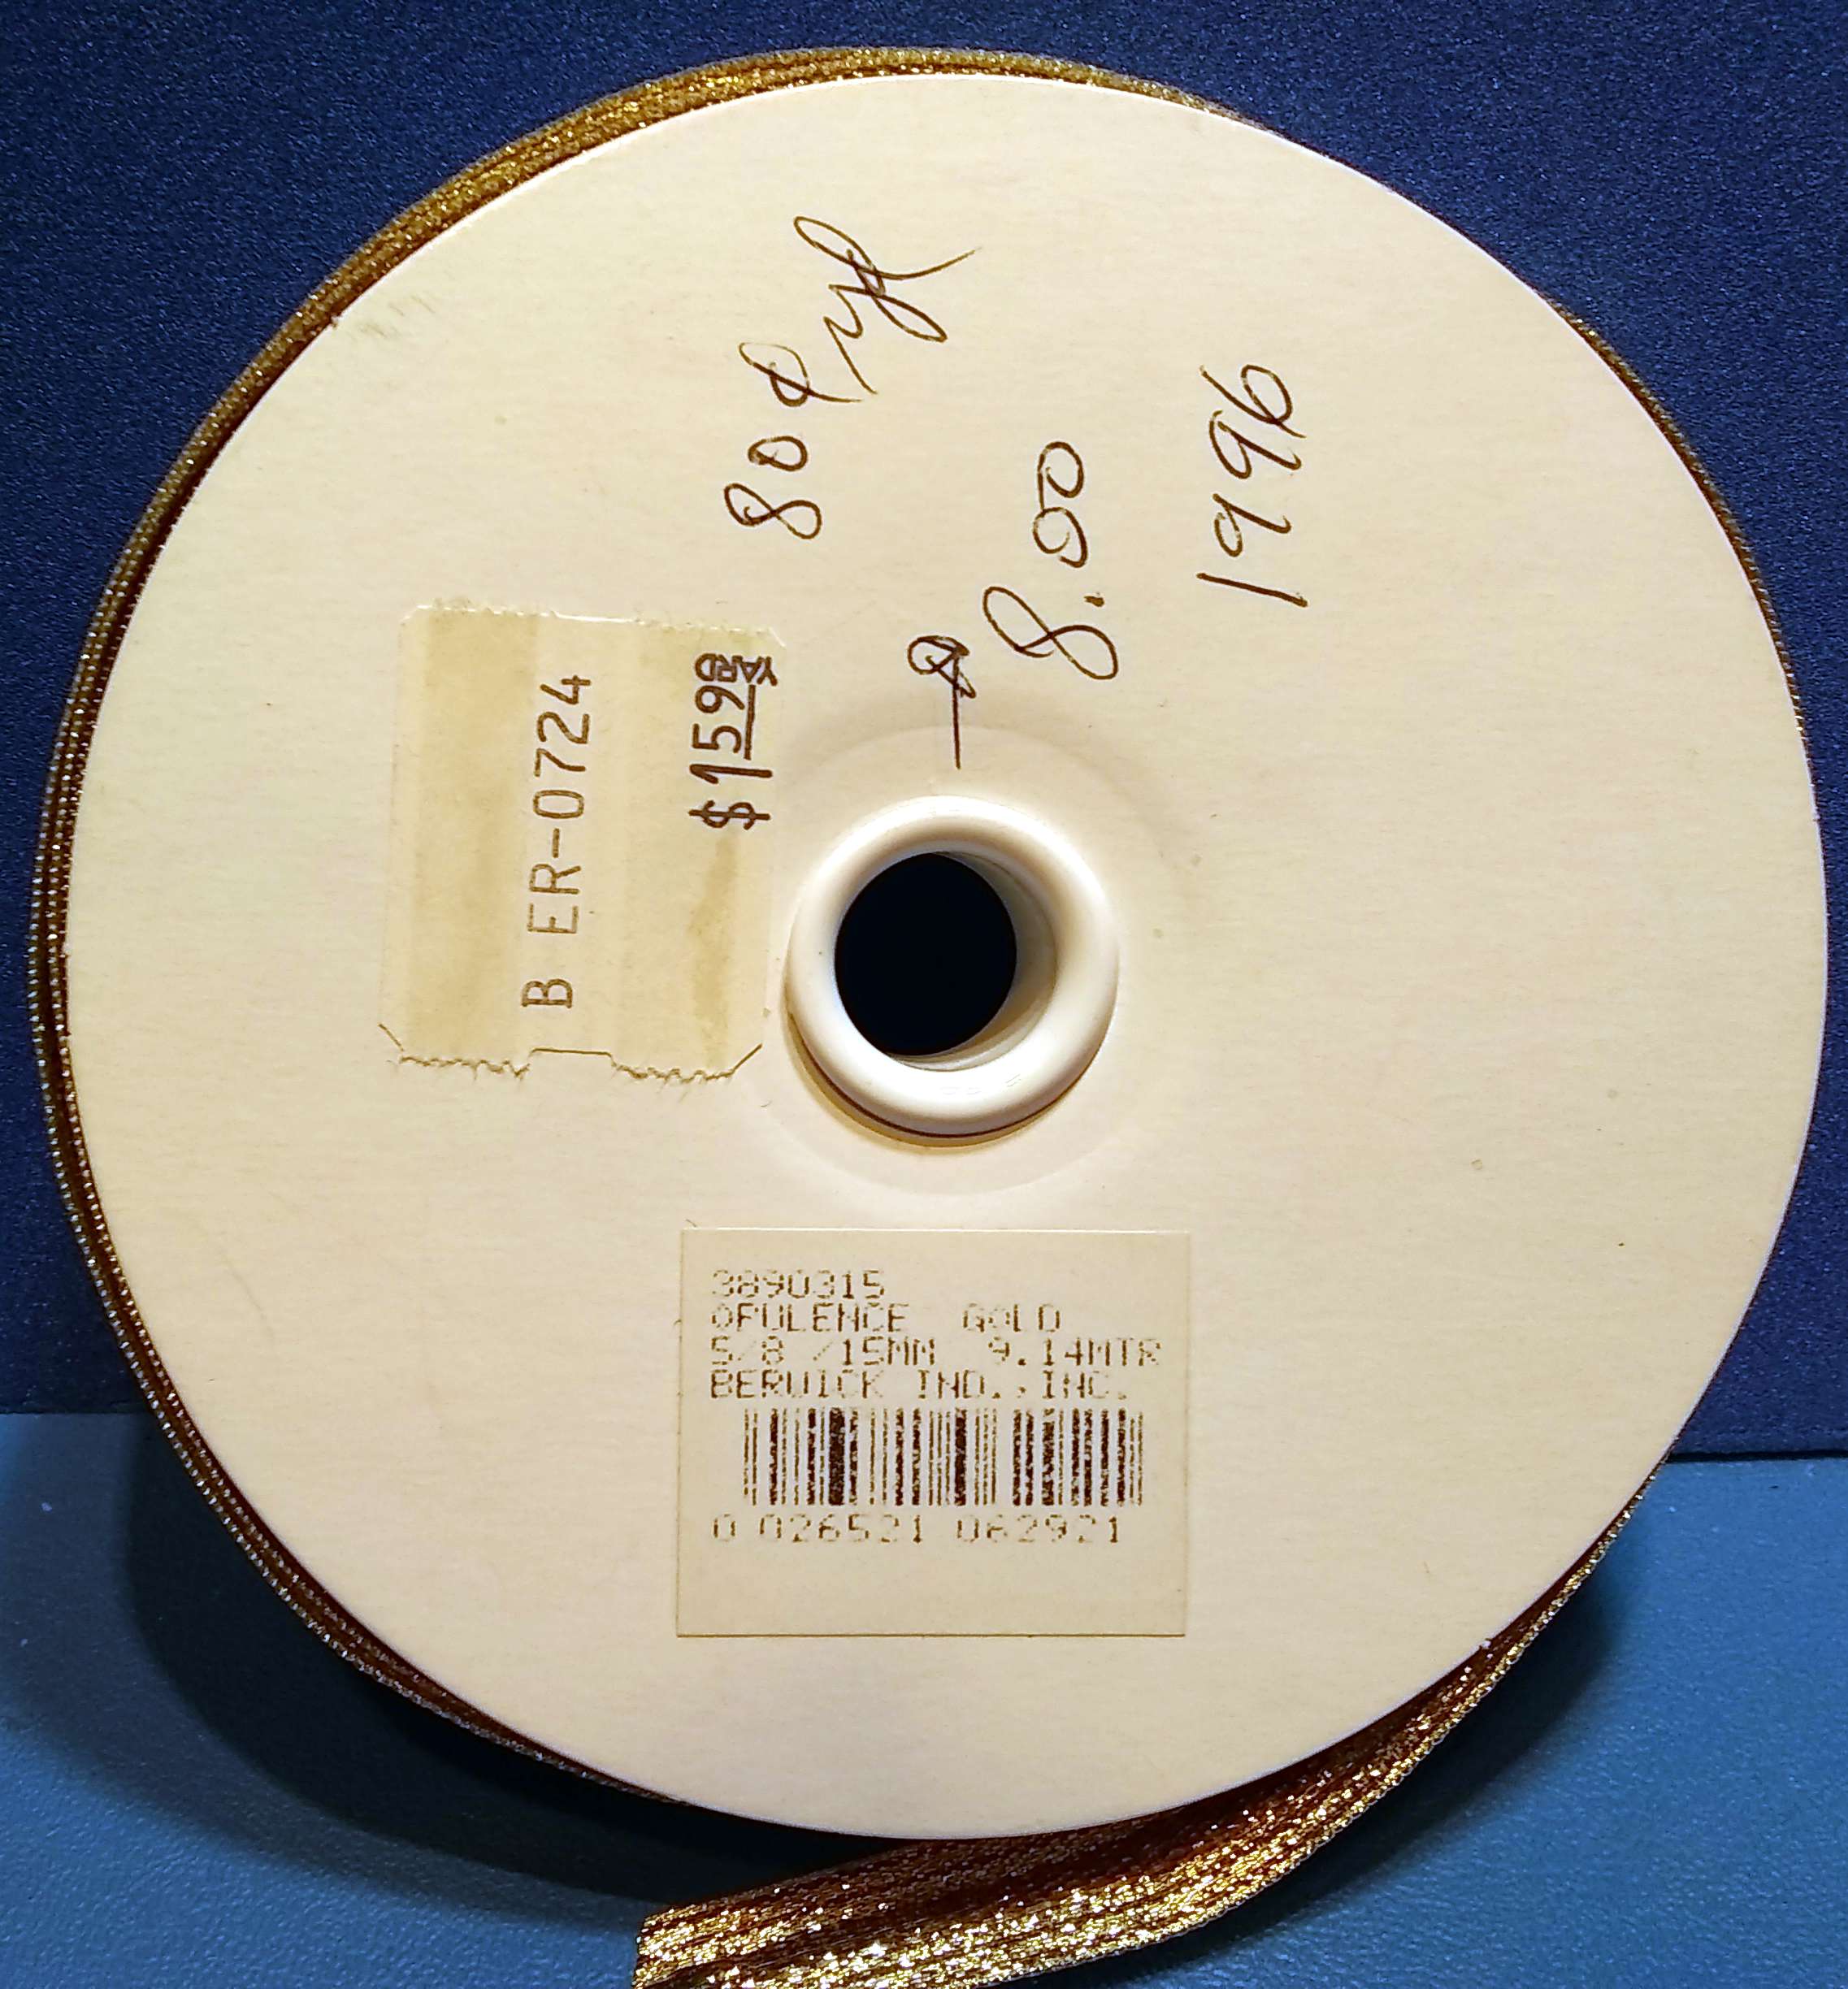 80¢/yd
8.00
1996
B ER-0724
$1598
YARD
3890315
OPULENCE GOLD
5/8 /15MM 9.14MTR
BERWICK IND., INC.
0 026521 062921